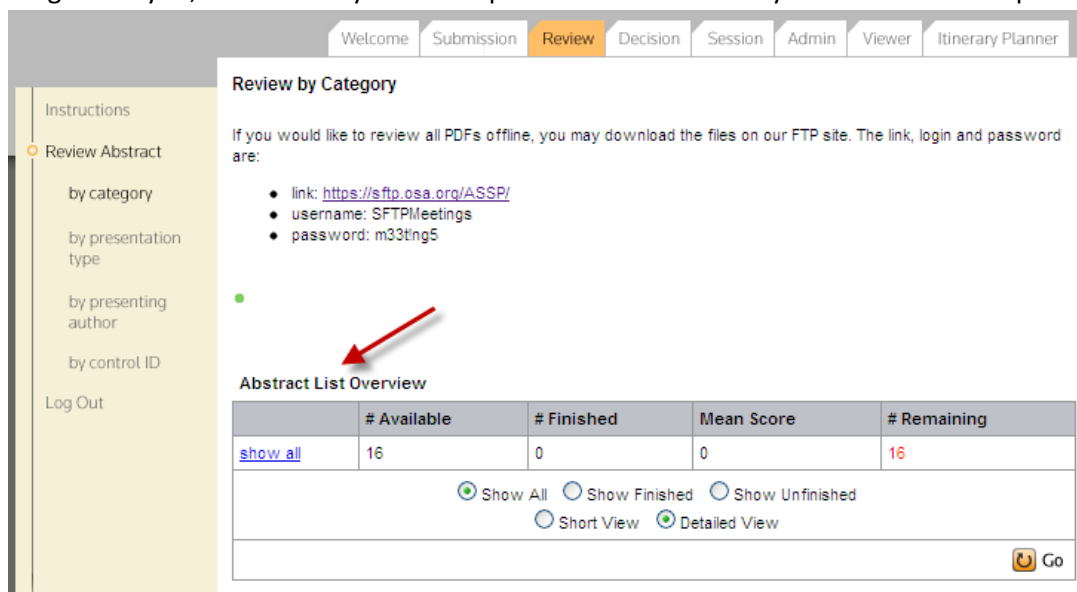 Welcome Submission Review Decision Session Admin Viewer Itinerary Planner
Instructions
Review Abstract
by category
by presentation
type
by presenting
author
by control ID
Log Out
Review by Category
If you would like to review all PDFs offline, you may download the files on our FTP site. The link, login and password
are:
link: https://sftp.osa.org/ASSP/
username: SFTPMeetings
password: m33t!ng5
Abstract List Overview
# Available # Finished Mean Score # Remaining
show all 16 0 0 16
Show All Show Finished Show Unfinished
Short View Detailed View
Go